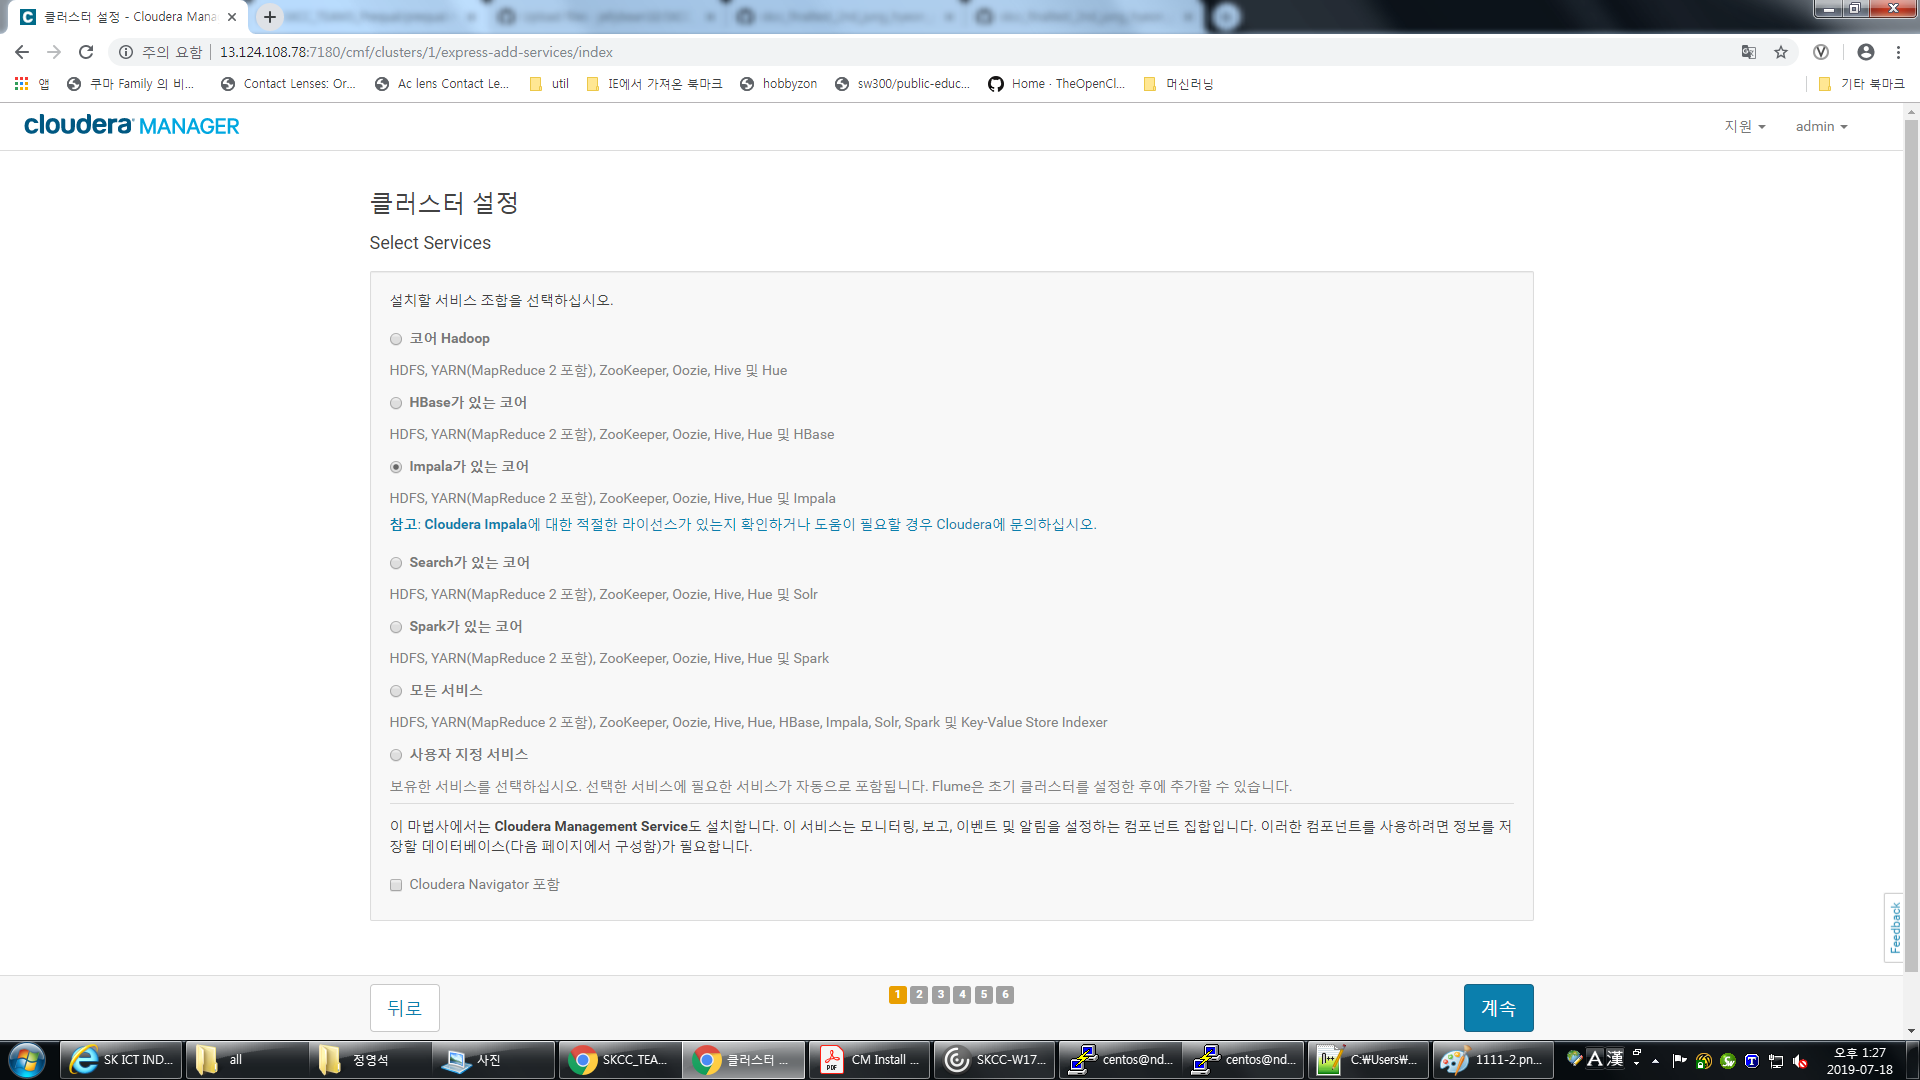 클러스터 설정 - Cloudera Mana
주의 요함 | 13.124.108.78:7180/cmf/clusters/1/express-add-services/index
앱 쿠마 Family 의 비... Contact Lenses: Or... Ac lens Contact Le... util IE에서 가져온 북마크 hobbyzon sw300/public-educ... Home · TheOpenCl... 머신러닝 기타 북마크
cloudera MANAGER 지원 admin
클러스터 설정
Select Services
설치할 서비스 조합을 선택하십시오.
코어 Hadoop
HDFS, YARN(MapReduce 2 포함), ZooKeeper, Oozie, Hive 및 Hue
HBase가 있는 코어
HDFS, YARN(MapReduce 2 포함), ZooKeeper, Oozie, Hive, Hue 및 HBase
Impala가 있는 코어
HDFS, YARN(MapReduce 2 포함), ZooKeeper, Oozie, Hive, Hue 및 Impala
참고: Cloudera Impala에 대한 적절한 라이선스가 있는지 확인하거나 도움이 필요할 경우 Cloudera에 문의하십시오.
Search가 있는 코어
HDFS, YARN(MapReduce 2 포함), ZooKeeper, Oozie, Hive, Hue 및 Solr
Spark가 있는 코어
HDFS, YARN(MapReduce 2 포함), ZooKeeper, Oozie, Hive, Hue 및 Spark
모든 서비스
HDFS, YARN(MapReduce 2 포함), ZooKeeper, Oozie, Hive, Hue, HBase, Impala, Solr, Spark 및 Key-Value Store Indexer
사용자 지정 서비스
보유한 서비스를 선택하십시오. 선택한 서비스에 필요한 서비스가 자동으로 포함됩니다. Flume은 초기 클러스터를 설정한 후에 추가할 수 있습니다.
이 마법사에서는 Cloudera Management Service도 설치합니다. 이 서비스는 모니터링, 보고, 이벤트 및 알림을 설정하는 컴포넌트 집합입니다. 이러한 컴포넌트를 사용하려면 정보를 저
장할 데이터베이스(다음 페이지에서 구성함)가 필요합니다.
Cloudera Navigator 포함
Feedback
뒤로 1 2 3 4 5 6 계속
SK ICT IND... all 정영석 사진 SKCC_TEA... 클러스터 ... CM Install ... SKCC-W17... centos@nd... centos@nd... C:₩Users₩... 1111-2.pn... A 漢 오후 1:27
2019-07-18